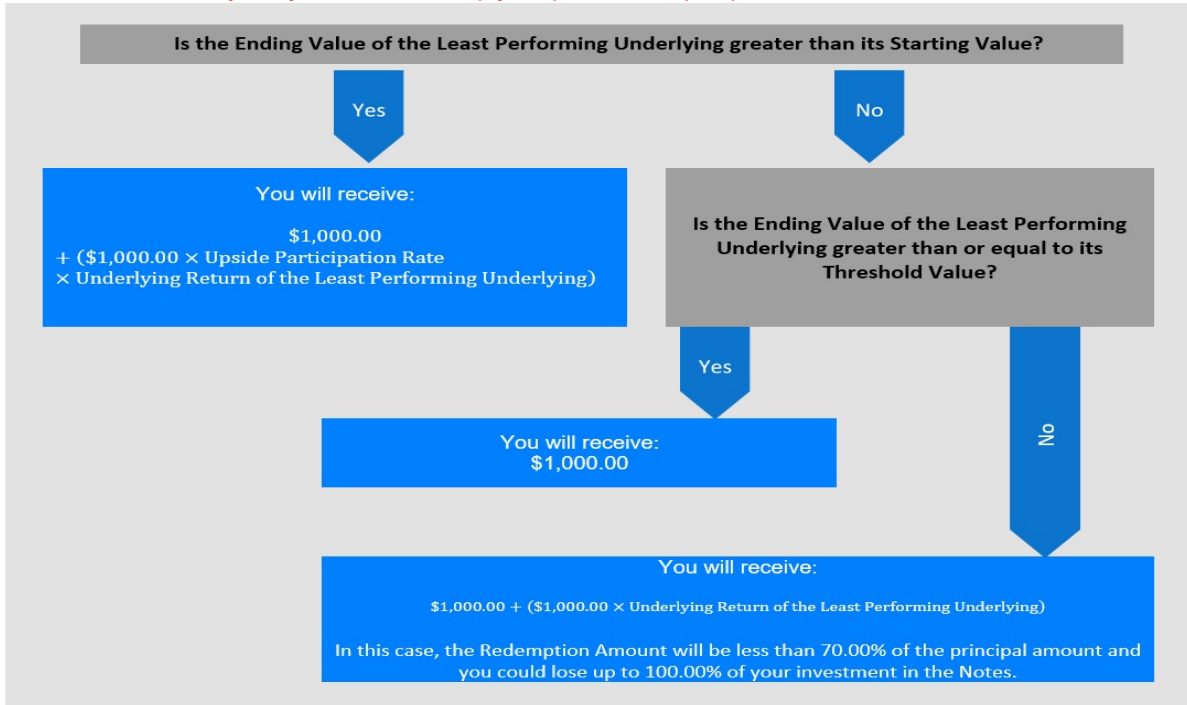 Is the Ending Value of the Least Performing Underlying greater than its Starting Value?
Yes
No
You will receive:
$1,000.00
+ ($1,000.00 × Upside Participation Rate
× Underlying Return of the Least Performing Underlying)
Is the Ending Value of the Least Performing
Underlying greater than or equal to its
Threshold Value?
Yes
No
You will receive:
$1,000.00
You will receive:
$1,000.00 + ($1,000.00 × Underlying Return of the Least Performing Underlying)
In this case, the Redemption Amount will be less than 70.00% of the principal amount and
you could lose up to 100.00% of your investment in the Notes.